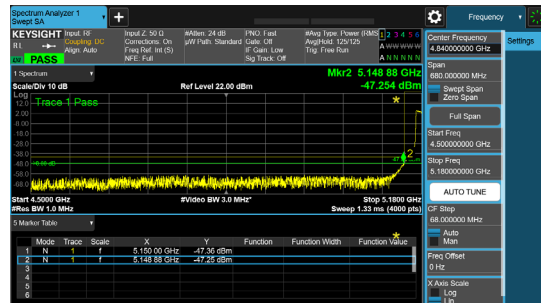 Spectrum Analyzer 1
Swept SA
Frequency
KEYSIGHT
Input: RF
Coupling: DC
Align: Auto
Input Z: 50 Ω
Corrections: On
Freq Ref: Int (S)
NFE: Full
#Atten: 24 dB
µW Path: Standard
PNO: Fast
Gate: Off
IF Gain: Low
Sig Track: Off
#Avg Type: Power (RMS
Avg|Hold: 125/125
Trig: Free Run
1 2 3 4 5 6
A W W W W W
A N N N N N
PASS
Center Frequency
4.840000000 GHz
Settings
Span
680.000000 MHz
Swept Span
Zero Span
Full Span
Start Freq
4.500000000 GHz
Stop Freq
5.180000000 GHz
AUTO TUNE
CF Step
68.000000 MHz
Auto
Man
Freq Offset
0 Hz
X Axis Scale
Log
Lin
1 Spectrum
Scale/Div 10 dB
Ref Level 22.00 dBm
Mkr2 5.148 88 GHz
-47.254 dBm
Log
Trace 1 Pass
12.0
2.00
-8.00
-18.0
-28.0
-38.0
-48.0
-58.0
-68.0
2
Start 4.5000 GHz
#Video BW 3.0 MHz*
Stop 5.1800 GHz
#Res BW 1.0 MHz
Sweep 1.33 ms (4000 pts)
5 Marker Table
Mode Trace Scale X Y Function Function Width Function Value
1 N 1 f 5.150 00 GHz -47.36 dBm
2 N 1 f 5.148 88 GHz -47.25 dBm
3
4
5
6